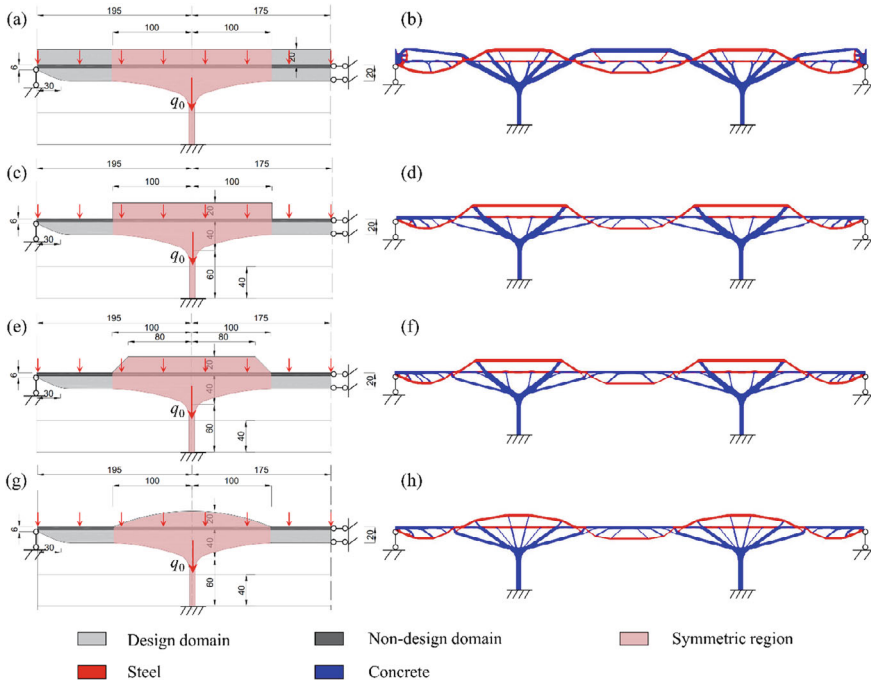 (a)
195
175
100
100
20
6
20
30
q₀
(b)
(c)
195
175
100
100
20
6
40
20
30
q₀
60
40
(d)
(e)
195
175
100
100
80
80
20
6
40
20
30
q₀
60
40
(f)
(g)
195
175
100
100
20
6
40
20
30
q₀
60
40
(h)
Design domain
Non-design domain
Symmetric region
Steel
Concrete